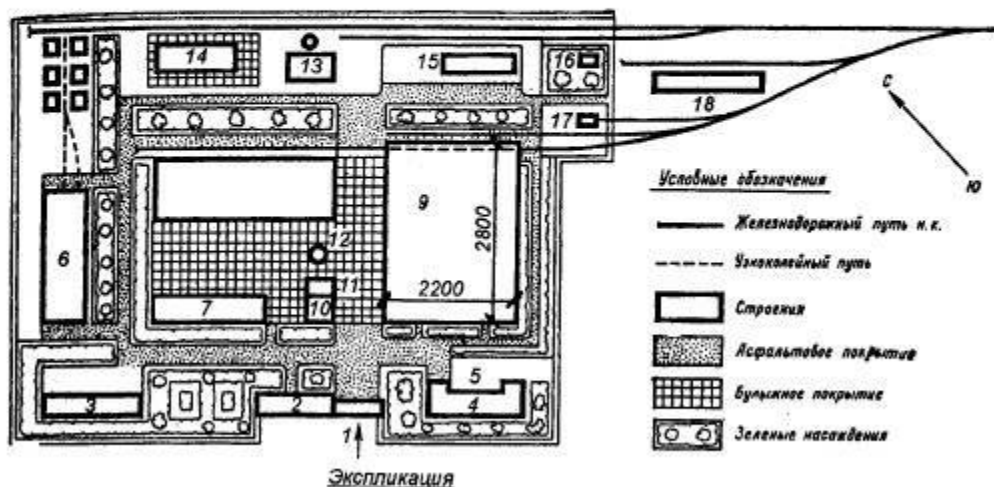 14
13
15
16
17
18
С
Ю
6
9
12
11
10
7
2800
2200
5
3
2
4
1
Экспликация
Условные обозначения
Железнодорожный путь н.к.
Узкоколейный путь
Строения
Асфальтовое покрытие
Булыжное покрытие
Зеленые насаждения